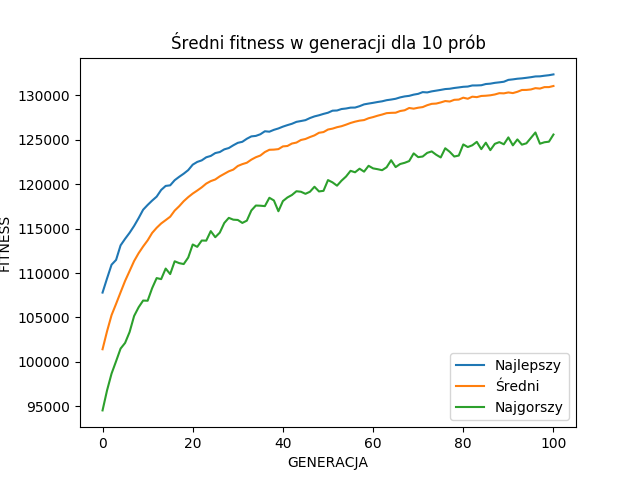 Średni fitness w generacji dla 10 prób
FITNESS
130000
125000
120000
115000
110000
105000
100000
95000
0
20
40
60
80
100
GENERACJA
Najlepszy
Średni
Najgorszy